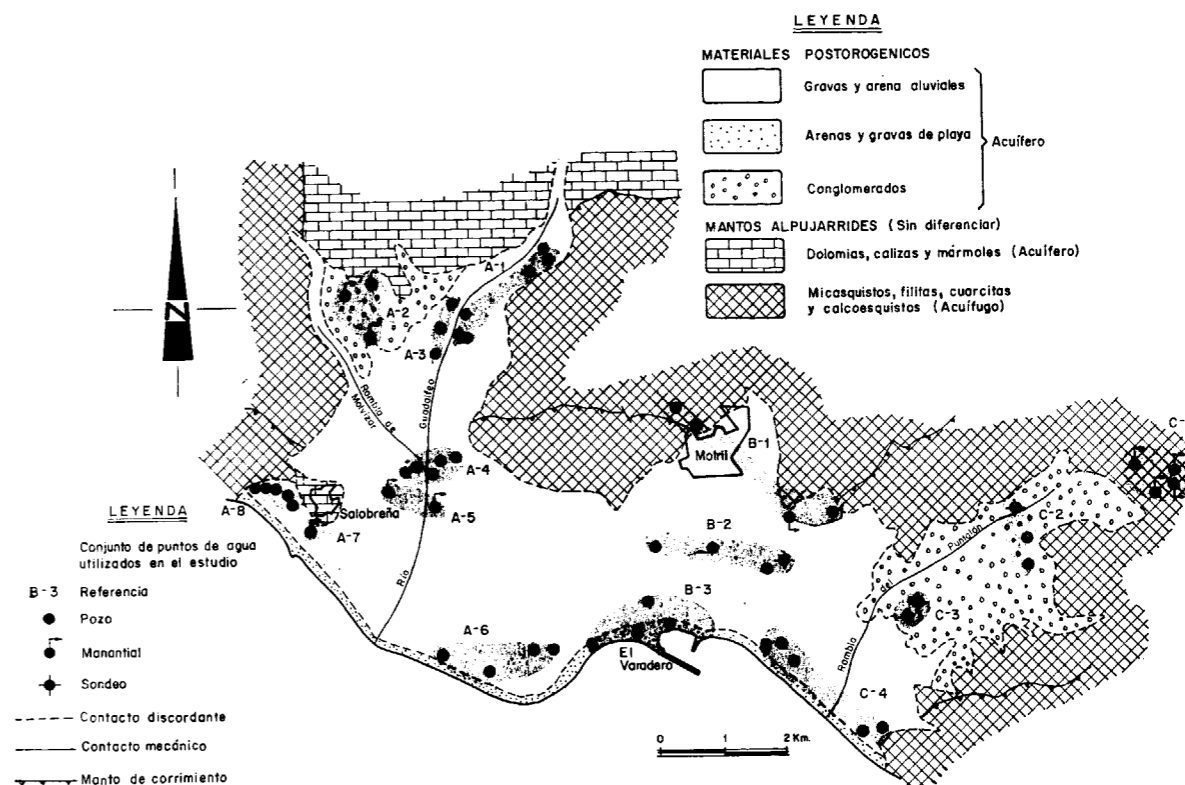 LEYENDA
MATERIALES POSTOROGENICOS
Gravas y arena aluviales
Arenas y gravas de playa
Acuífero
Conglomerados
MANTOS ALPUJARRIDES (Sin diferenciar)
Dolomias, calizas y mármoles (Acuífero)
Micasquistos, filitas, cuarcitas
y calcoesquistos (Acuífugo)
N
A-1
A-2
A-3
Rambla de
Molvizar
Guadalfeo
Río
A-4
A-5
A-8
Salobreña
A-7
A-6
Motril
B-1
B-2
B-3
El
Varadero
C-
C-2
Rambla del Puntalón
C-3
C-4
LEYENDA
Conjunto de puntos de agua
utilizados en el estudio
B-3 Referencia
Pozo
Manantial
Sondeo
Contacto discordante
Contacto mecánico
Manto de corrimiento
0 1 2 Km.